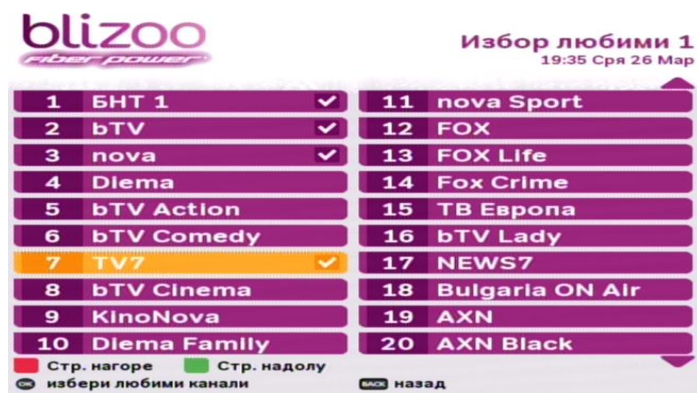 blizoo
Fiber power
Избор любими 1
19:35 Сря 26 Мар
1 БНТ 1
2 bTV
3 nova
4 Diema
5 bTV Action
6 bTV Comedy
7 TV7
8 bTV Cinema
9 KinoNova
10 Diema Family
11 nova Sport
12 FOX
13 FOX Life
14 Fox Crime
15 ТВ Европа
16 bTV Lady
17 NEWS7
18 Bulgaria ON Air
19 AXN
20 AXN Black
Стр. нагоре Стр. надолу
OK избери любими канали BACK назад